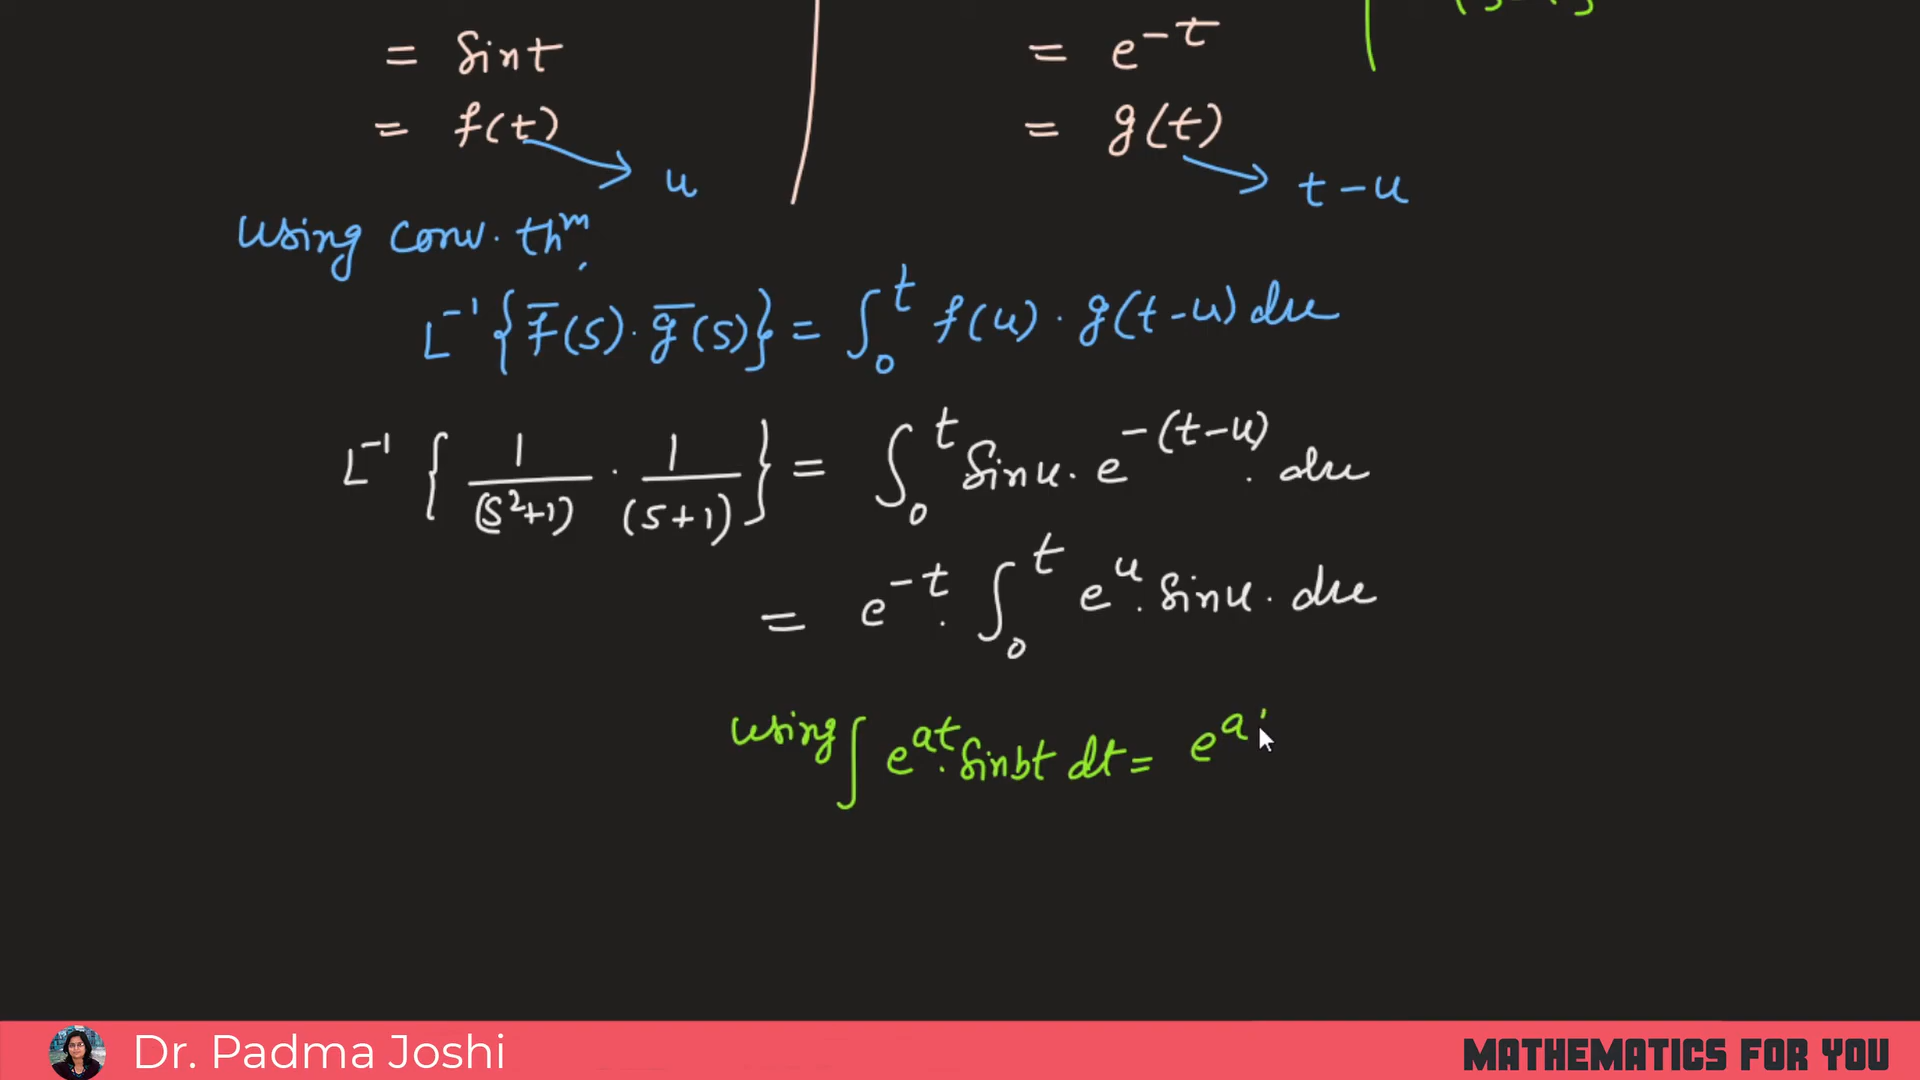 = Sint
= e^{-t}
= f(t)
u
= g(t)
t-u
using conv. th^m.
L^{-1}{f̅(s)·g̅(s)} = ∫_0^t f(u)·g(t-u) du
L^{-1}{1/(s²+1) · 1/(s+1)} = ∫_0^t Sinu. e^{-(t-u)}. du
= e^{-t}. ∫_0^t e^u. Sinu. du
using ∫ e^{at}. Sinbt dt = e^a
Dr. Padma Joshi
MATHEMATICS FOR YOU